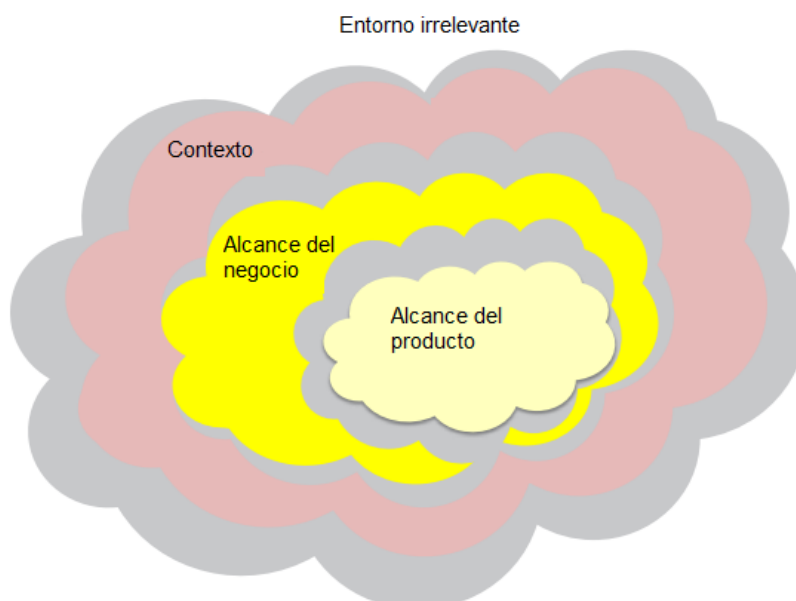 Entorno irrelevante
Contexto
Alcance del
negocio
Alcance del
producto